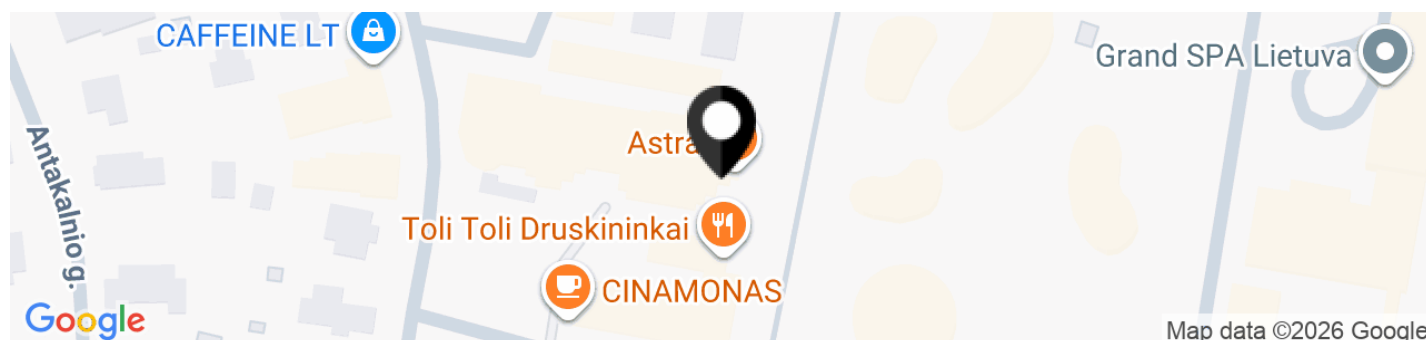 CAFFEINE LT
Grand SPA Lietuva
Antakalnio g.
Astra
Toli Toli Druskininkai
CINAMONAS
Google
Map data ©2026 Google